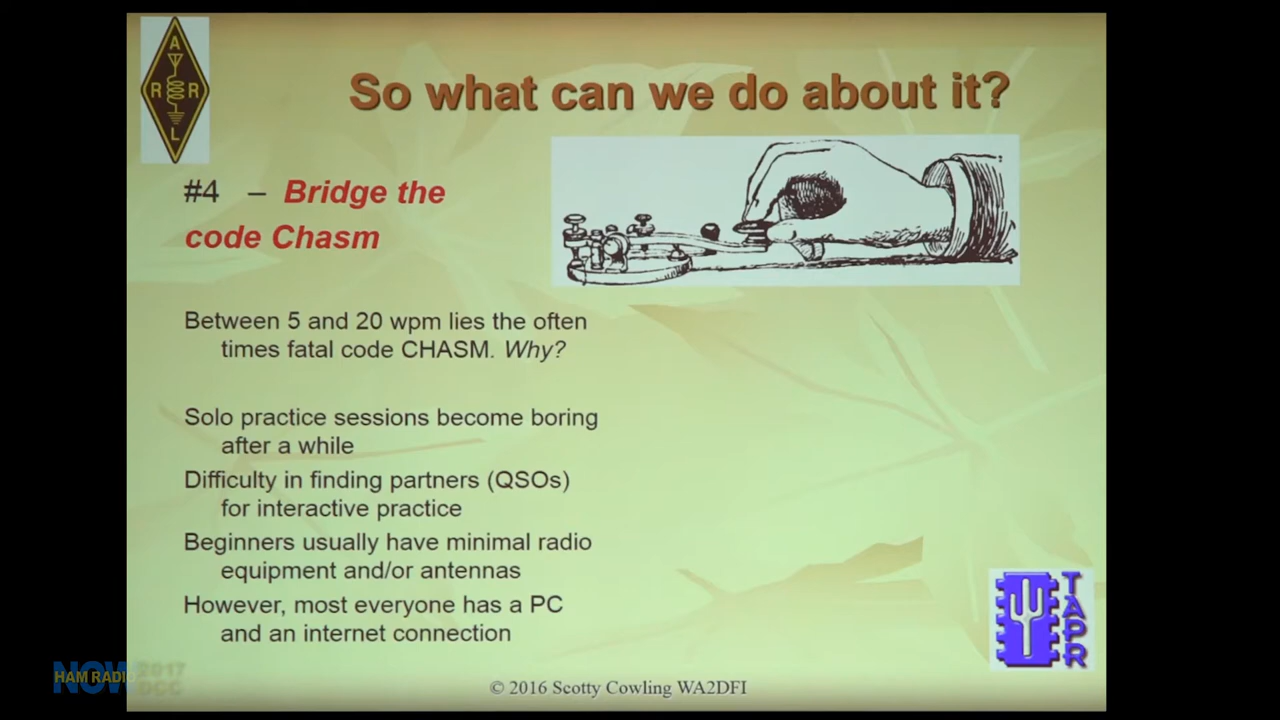 A
R R
L
So what can we do about it?
#4 – Bridge the
code Chasm
Between 5 and 20 wpm lies the often
times fatal code CHASM. Why?
Solo practice sessions become boring
after a while
Difficulty in finding partners (QSOs)
for interactive practice
Beginners usually have minimal radio
equipment and/or antennas
However, most everyone has a PC
and an internet connection
TAPR
NOW 2017
HAM RADIO DCC
© 2016 Scotty Cowling WA2DFI